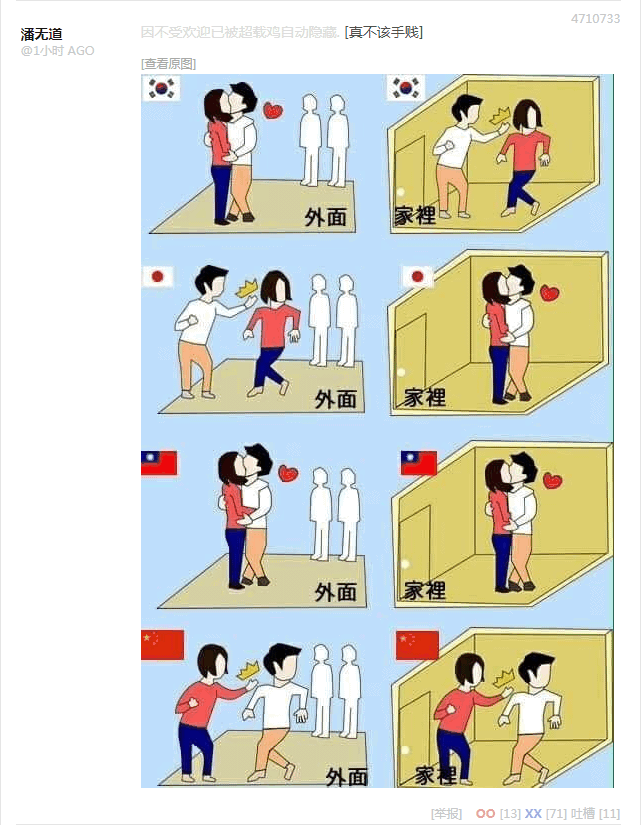 4710733
潘无道
@1小时 AGO
因不受欢迎已被超载鸡自动隐藏. [真不该手贱]
[查看原图]
外面
家裡
外面
家裡
外面
家裡
外面
家裡
[举报] OO [13] XX [71] 吐槽 [11]